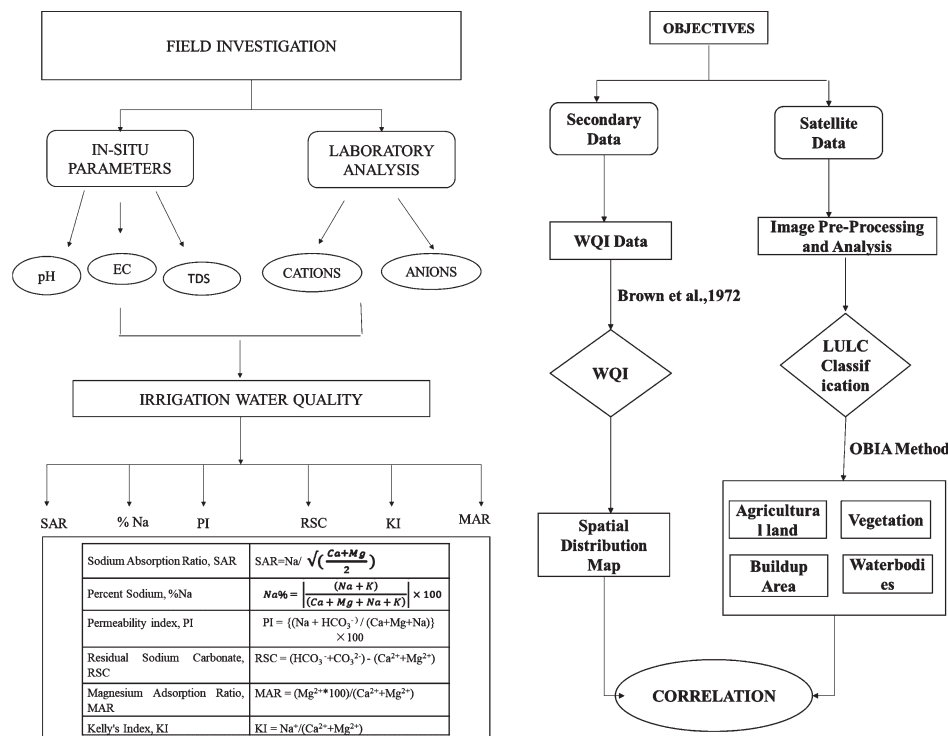 FIELD INVESTIGATION
IN-SITU
PARAMETERS
LABORATORY
ANALYSIS
pH
EC
TDS
CATIONS
ANIONS
IRRIGATION WATER QUALITY
SAR
% Na
PI
RSC
KI
MAR
Sodium Absorption Ratio, SAR
SAR=Na/ √((Ca+Mg)/2)
Percent Sodium, %Na
Na% = |(Na + K)/(Ca + Mg + Na + K)| × 100
Permeability index, PI
PI = {(Na + HCO₃⁻) / (Ca+Mg+Na)}
×100
Residual Sodium Carbonate,
RSC
RSC = (HCO₃⁻+CO₃²⁻) - (Ca²⁺+Mg²⁺)
Magnesium Adsorption Ratio,
MAR
MAR = (Mg²⁺*100)/(Ca²⁺+Mg²⁺)
Kelly's Index, KI
KI = Na⁺/(Ca²⁺+Mg²⁺)
OBJECTIVES
Secondary
Data
Satellite
Data
WQI Data
Image Pre-Processing
and Analysis
Brown et al.,1972
WQI
LULC
Classif
ication
OBIA Method
Spatial
Distribution
Map
Agricultura
l land
Vegetation
Buildup
Area
Waterbodi
es
CORRELATION